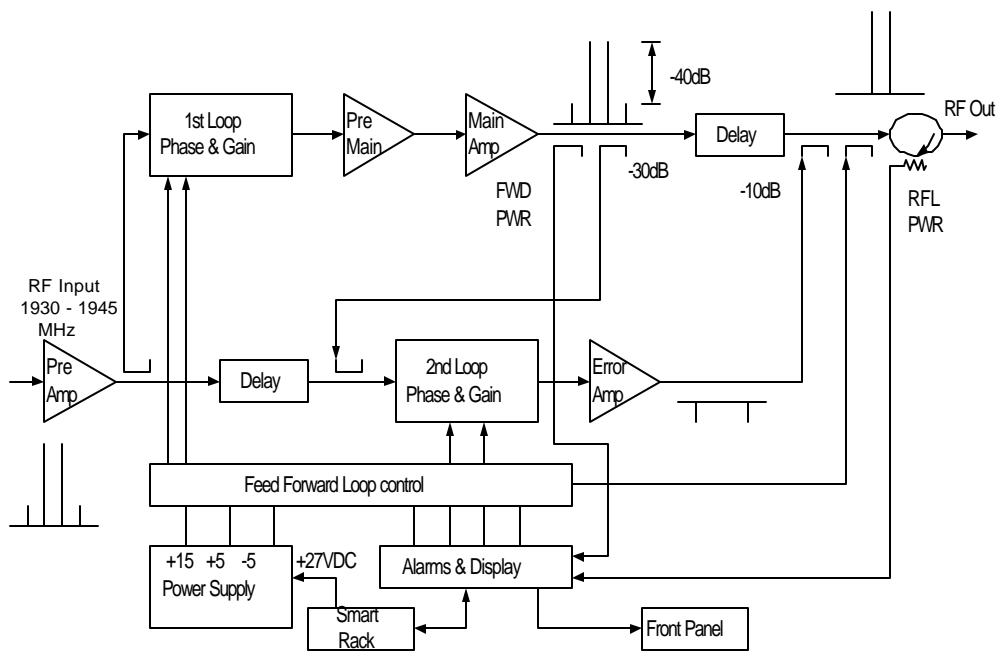 -40dB
RF Out
1st Loop
Phase & Gain
Pre
Main
Main
Amp
Delay
-30dB
-10dB
FWD
PWR
RFL
PWR
RF Input
1930 - 1945
MHz
Pre
Amp
Delay
2nd Loop
Phase & Gain
Error
Amp
Feed Forward Loop control
+15 +5 -5
Power Supply
+27VDC
Alarms & Display
Smart
Rack
Front Panel